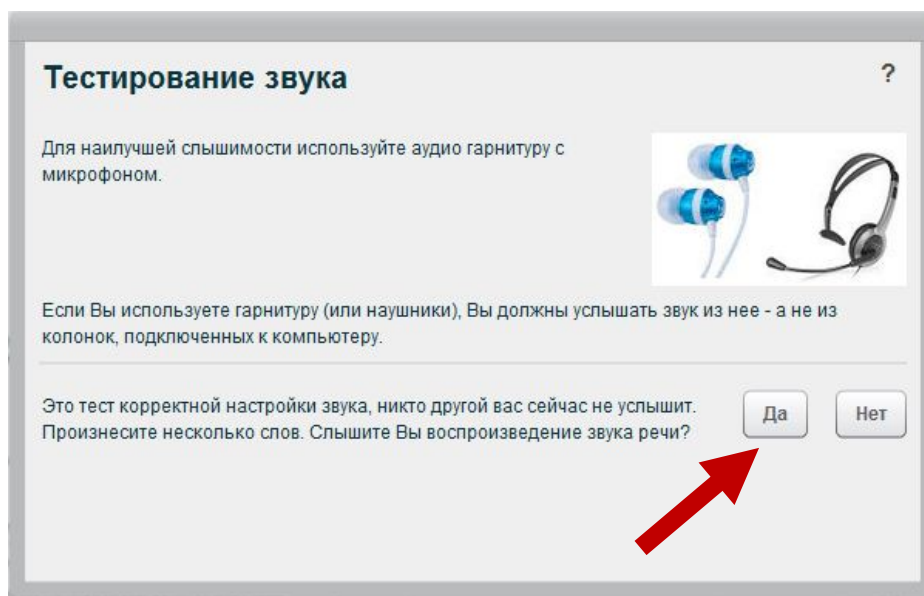 Тестирование звука
?
Для наилучшей слышимости используйте аудио гарнитуру с
микрофоном.
Если Вы используете гарнитуру (или наушники), Вы должны услышать звук из нее - а не из
колонок, подключенных к компьютеру.
Это тест корректной настройки звука, никто другой вас сейчас не услышит.
Произнесите несколько слов. Слышите Вы воспроизведение звука речи?
Да
Нет